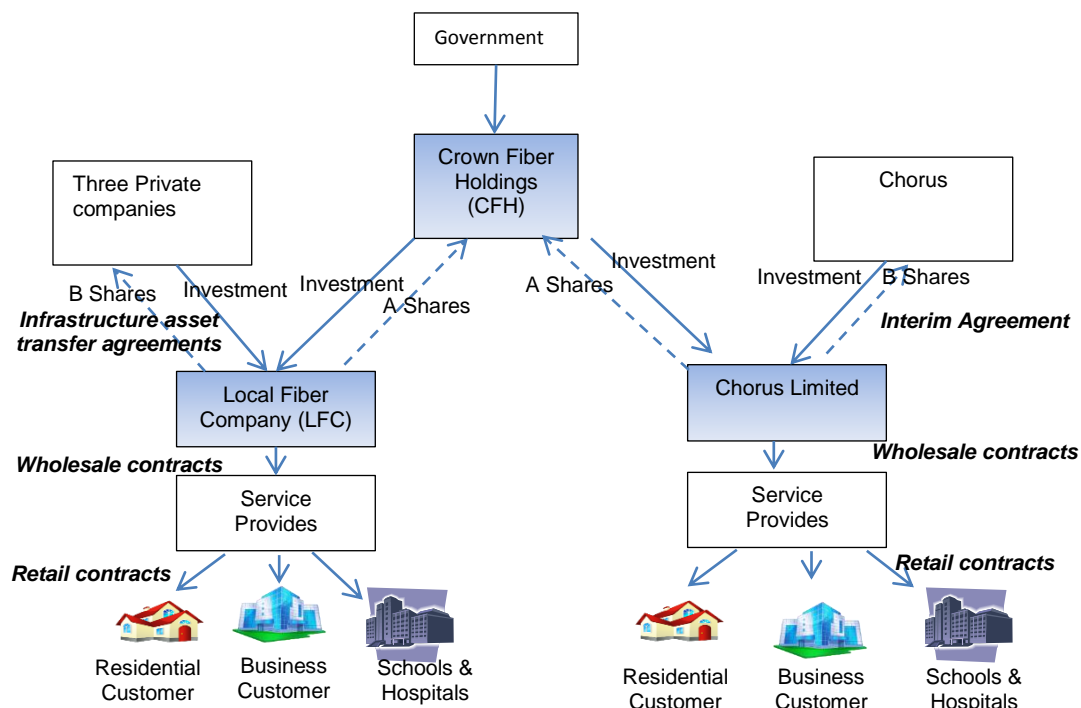 Government
Crown Fiber
Holdings
(CFH)
Three Private
companies
Chorus
Investment
Investment
Investment
Investment
B Shares
A Shares
A Shares
B Shares
Infrastructure asset
transfer agreements
Interim Agreement
Local Fiber
Company (LFC)
Chorus Limited
Wholesale contracts
Wholesale contracts
Service
Provides
Service
Provides
Retail contracts
Retail contracts
Residential
Customer
Business
Customer
Schools &
Hospitals
Residential
Customer
Business
Customer
Schools &
Hospitals